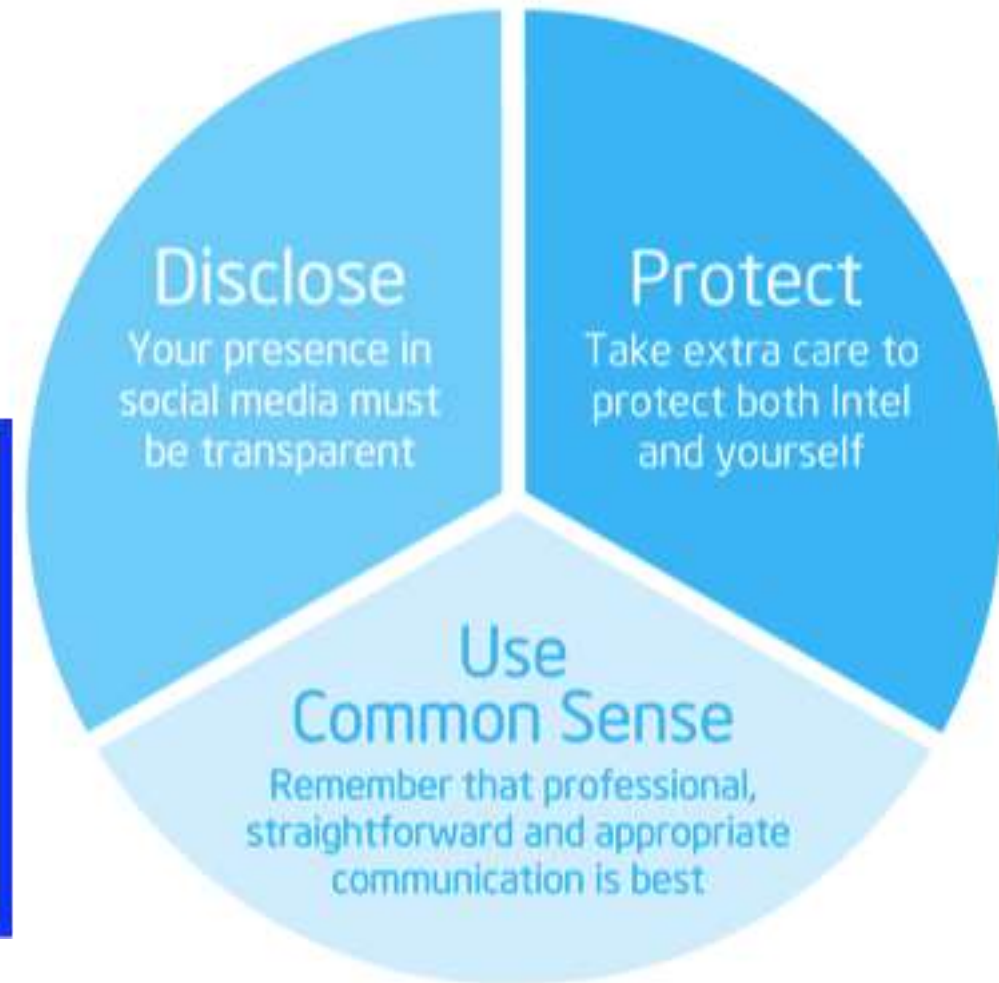 Disclose
Your presence in
social media must
be transparent
Protect
Take extra care to
protect both Intel
and yourself
Use
Common Sense
Remember that professional,
straightforward and appropriate
communication is best